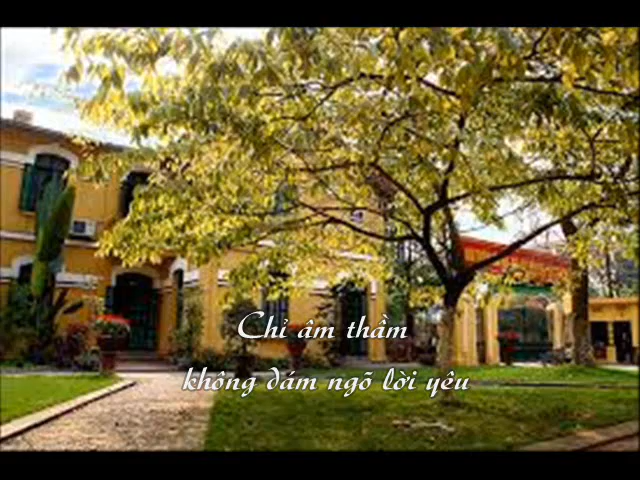 Chỉ âm thầm
không dám ngõ lời yêu